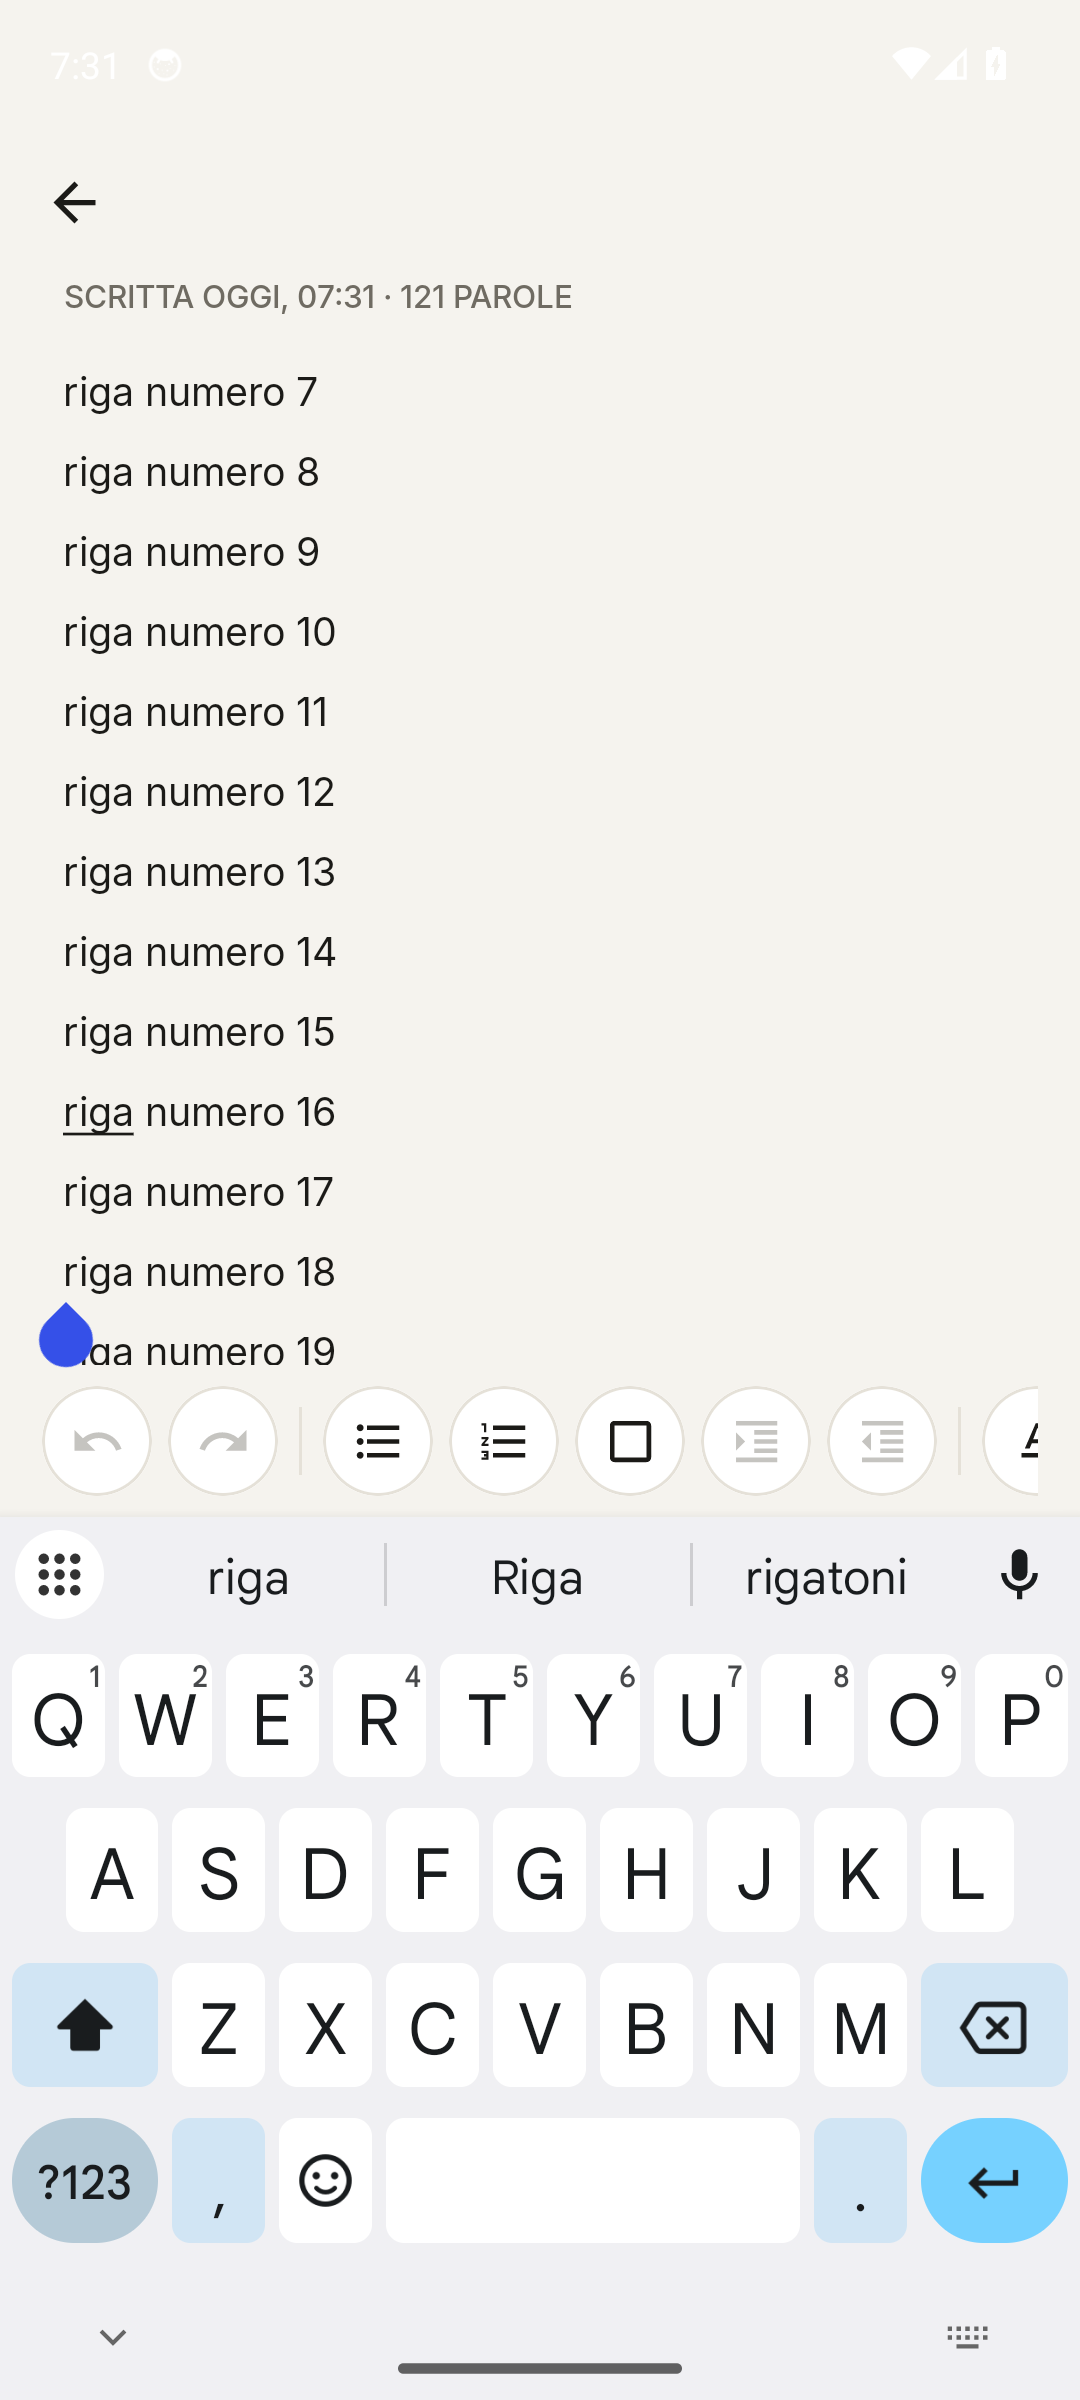 7:31
SCRITTA OGGI, 07:31 · 121 PAROLE
riga numero 7
riga numero 8
riga numero 9
riga numero 10
riga numero 11
riga numero 12
riga numero 13
riga numero 14
riga numero 15
riga numero 16
riga numero 17
riga numero 18
numero 19
riga Riga rigatoni
Q 1 W 2 E 3 R 4 T 5 Y 6 U 7 I 8 O 9 P 0
A S D F G H J K L
Z X C V B N M
?123 , .